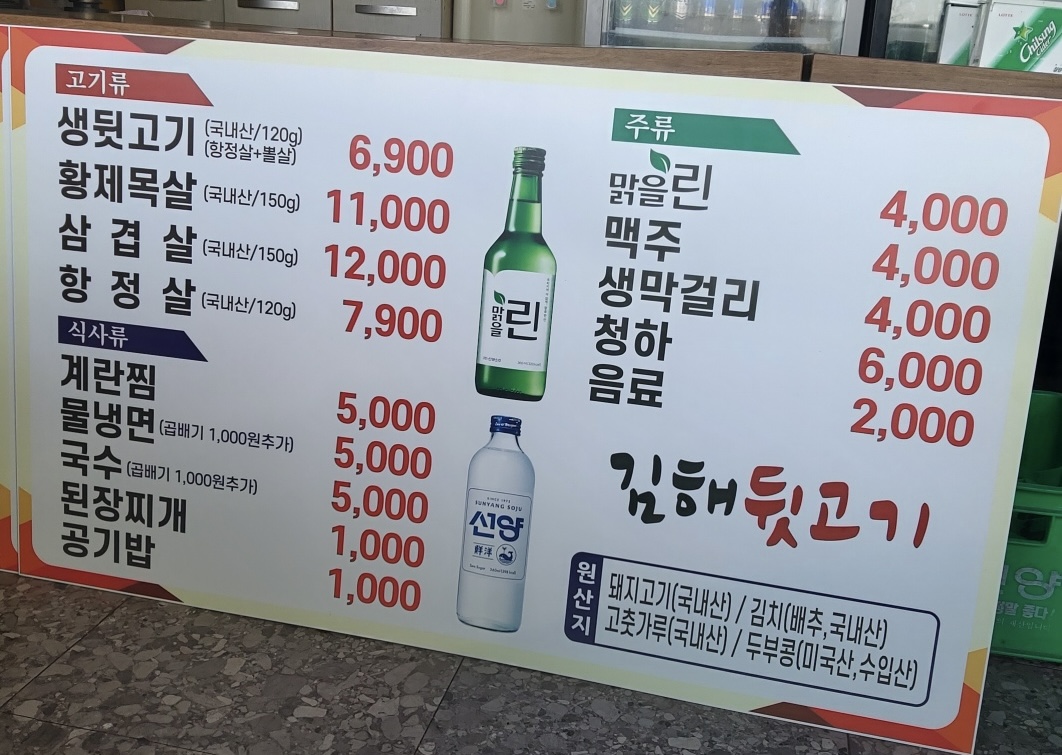 고기류
생뒷고기 (국내산/120g) (항정살+뽈살) 6,900
황제목살 (국내산/150g) 11,000
삼겹살 (국내산/150g) 12,000
항정살 (국내산/120g) 7,900
식사류
계란찜 5,000
물냉면 (곱배기 1,000원추가) 5,000
국수 (곱배기 1,000원추가) 5,000
된장찌개 1,000
공기밥 1,000
맑을린
SINCE 1973
SUNYANG SOJU
선양
鮮洋
주류
맑을린 4,000
맥주 4,000
생막걸리 4,000
청하 6,000
음료 2,000
김해뒷고기
원산지
돼지고기(국내산) / 김치(배추,국내산)
고춧가루(국내산) / 두부콩(미국산,수입산)
Chilsung
Cider